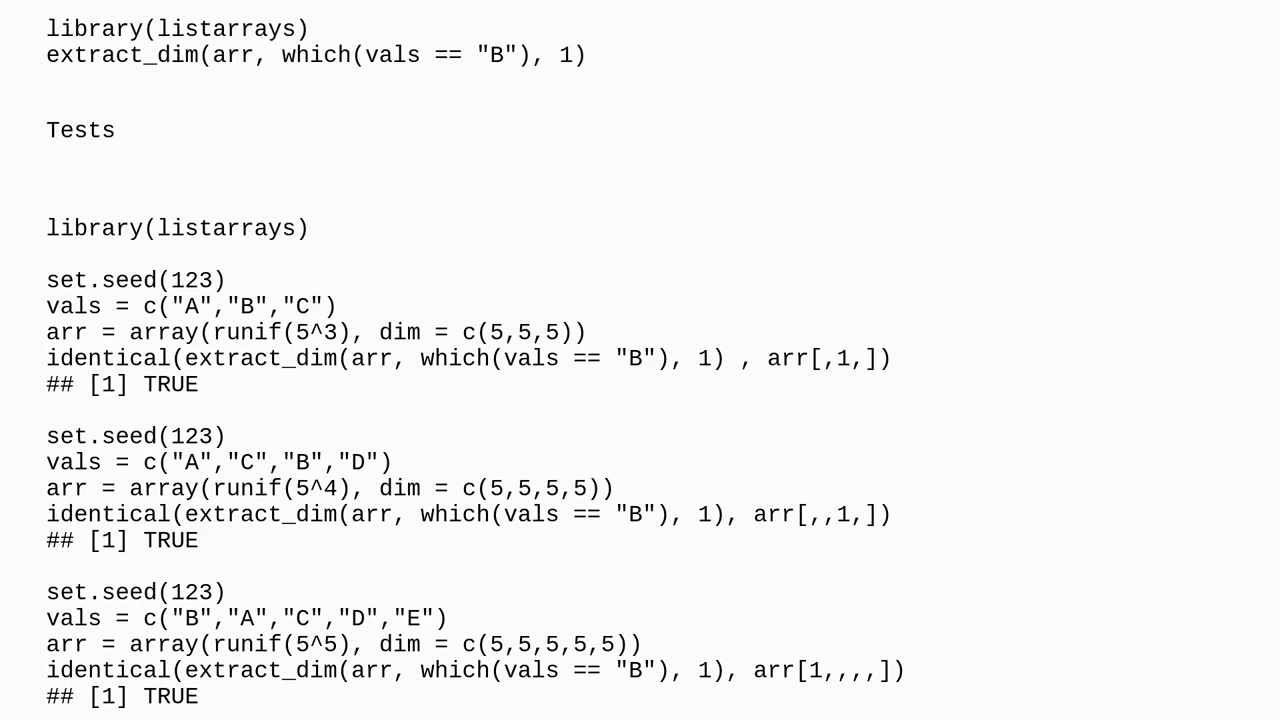 library(listarrays)
extract_dim(arr, which(vals == "B"), 1)
Tests
library(listarrays)
set.seed(123)
vals = c("A","B","C")
arr = array(runif(5^3), dim = c(5,5,5))
identical(extract_dim(arr, which(vals == "B"), 1) , arr[,1,])
## [1] TRUE
set.seed(123)
vals = c("A","C","B","D")
arr = array(runif(5^4), dim = c(5,5,5,5))
identical(extract_dim(arr, which(vals == "B"), 1), arr[,,1,])
## [1] TRUE
set.seed(123)
vals = c("B","A","C","D","E")
arr = array(runif(5^5), dim = c(5,5,5,5,5))
identical(extract_dim(arr, which(vals == "B"), 1), arr[1,,,,])
## [1] TRUE